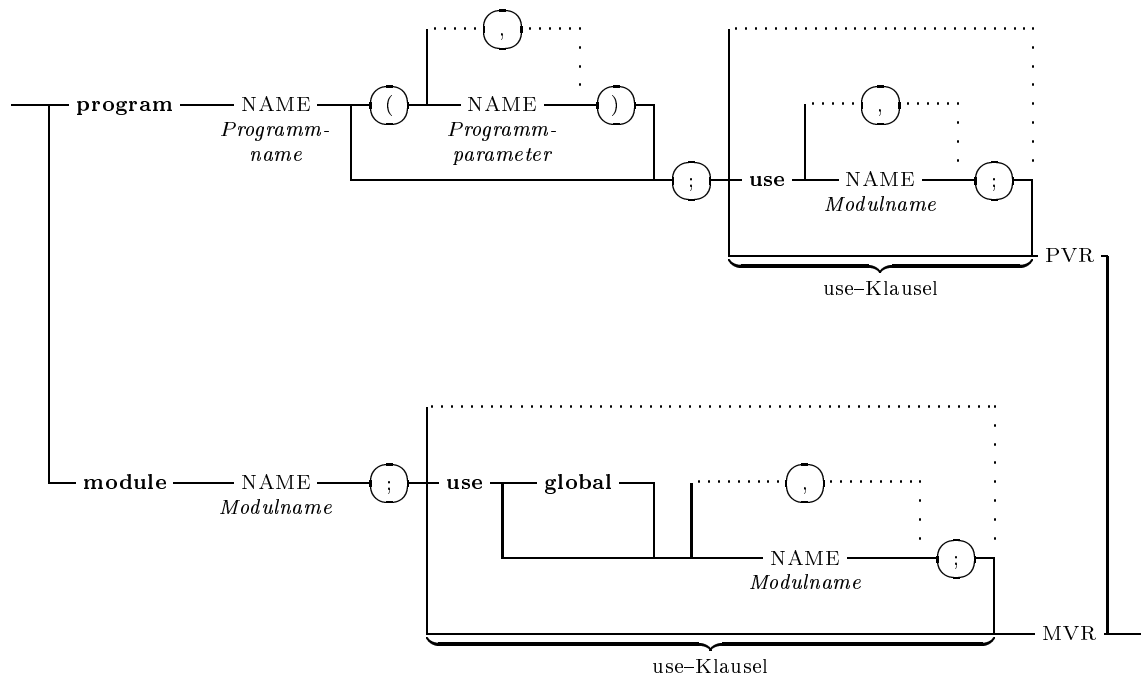 ,
program NAME ( NAME ) ,
Programm-
name
Programm-
parameter
; use NAME ;
Modulname
PVR
use–Klausel
module NAME ; use global ,
Modulname
NAME ;
Modulname
MVR
use–Klausel